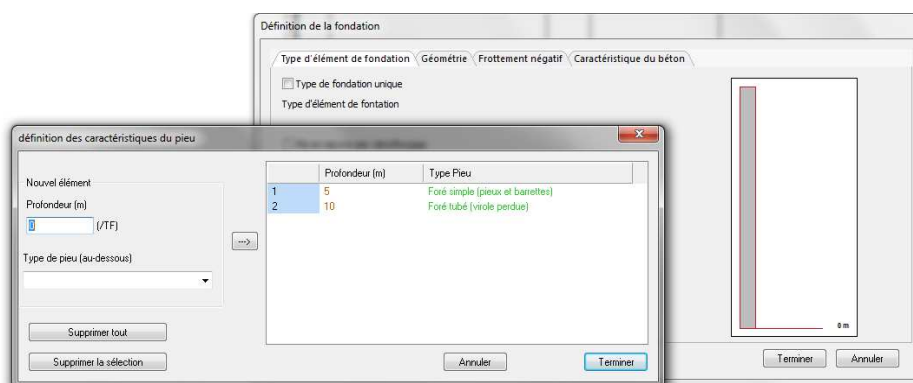 Définition de la fondation
Type d'élément de fondation Géométrie Frottement négatif Caractéristique du béton
Type de fondation unique
Type d'élément de fontation
0 m
Terminer Annuler
définition des caractéristiques du pieu
Nouvel élément
Profondeur (m)
0 (/TF)
Type de pieu (au-dessous)
--->
Profondeur (m) Type Pieu
1 5 Foré simple (pieux et barrettes)
2 10 Foré tubé (virole perdue)
Supprimer tout
Supprimer la sélection
Annuler Terminer